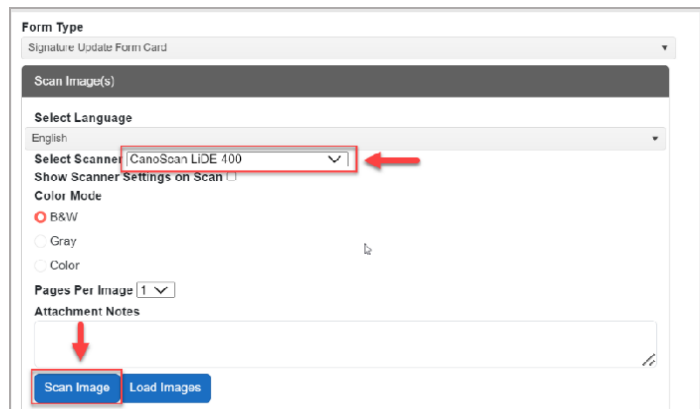 Form Type
Signature Update Form Card
Scan Image(s)
Select Language
English
Select Scanner CanoScan LiDE 400
Show Scanner Settings on Scan
Color Mode
B&W
Gray
Color
Pages Per Image 1
Attachment Notes
Scan Image Load Images